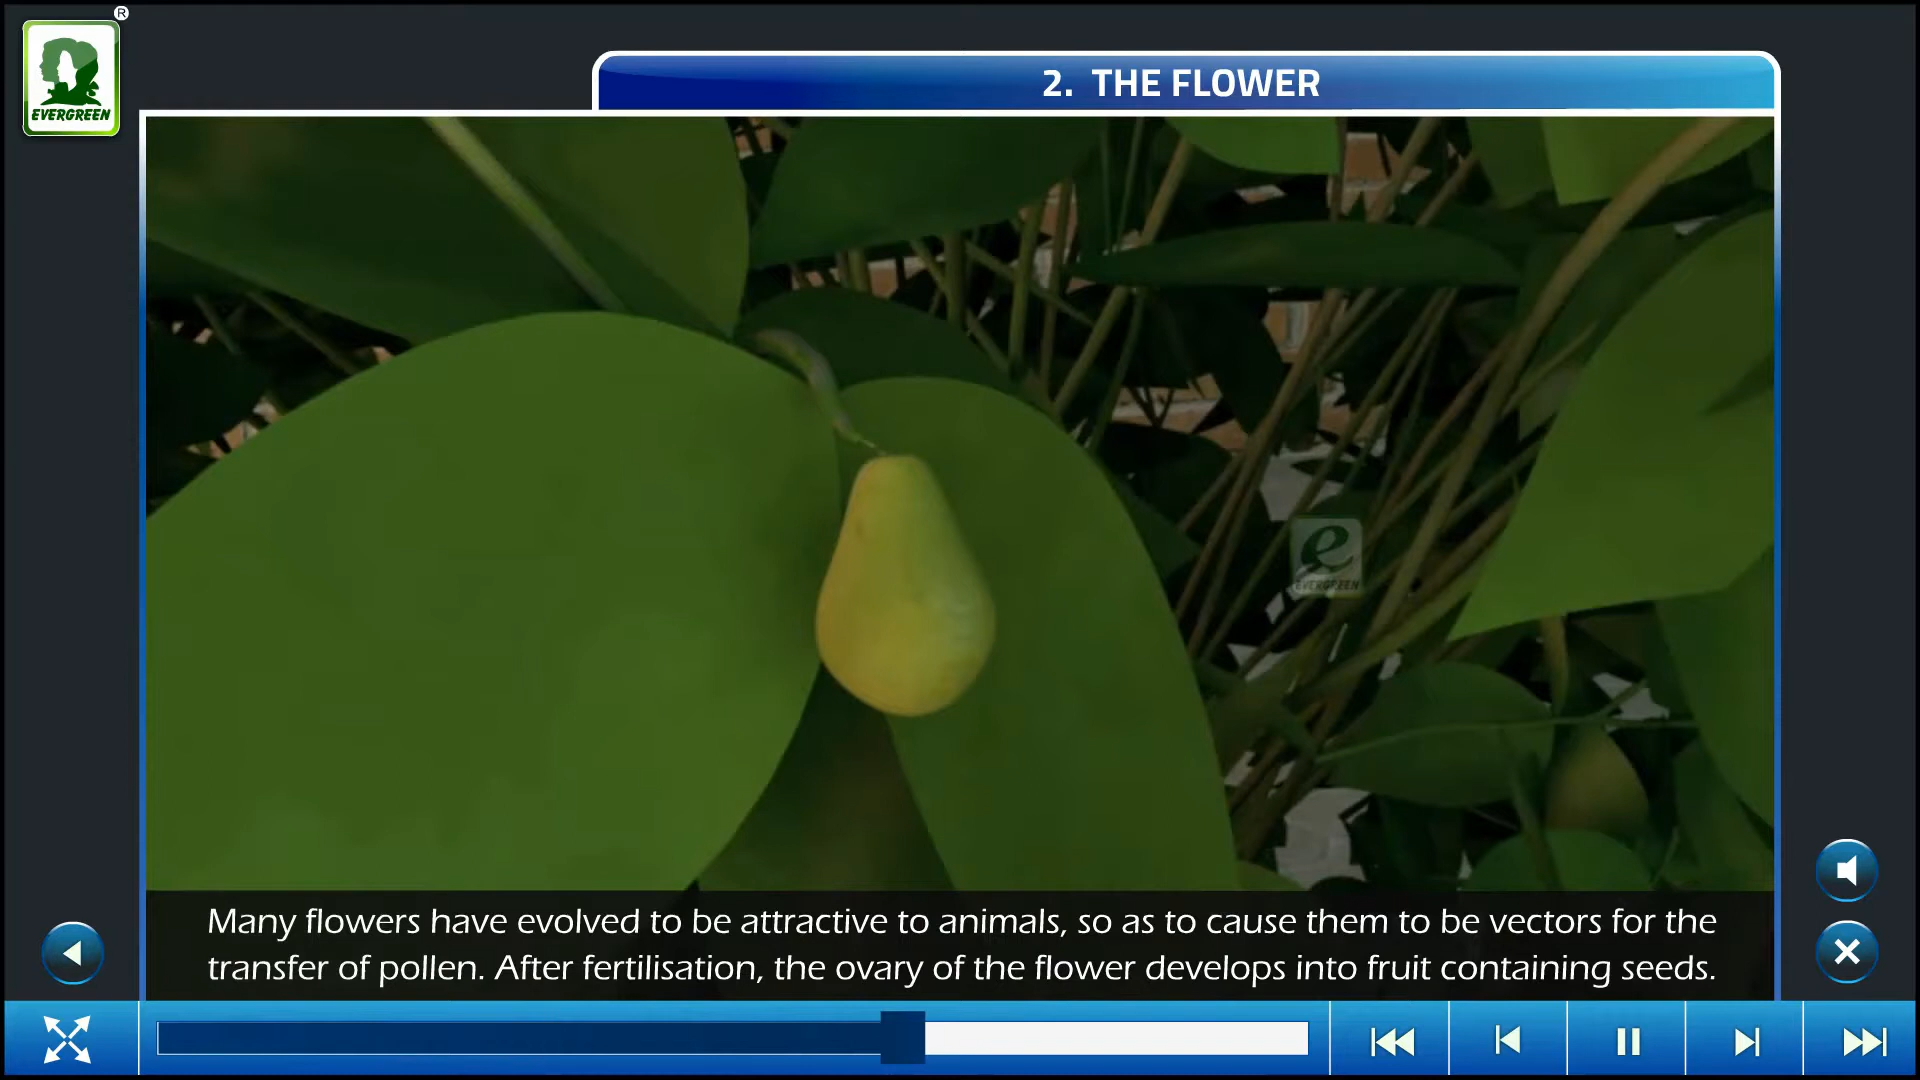 ®
EVERGREEN
2. THE FLOWER
e
EVERGREEN
Many flowers have evolved to be attractive to animals, so as to cause them to be vectors for the
transfer of pollen. After fertilisation, the ovary of the flower develops into fruit containing seeds.